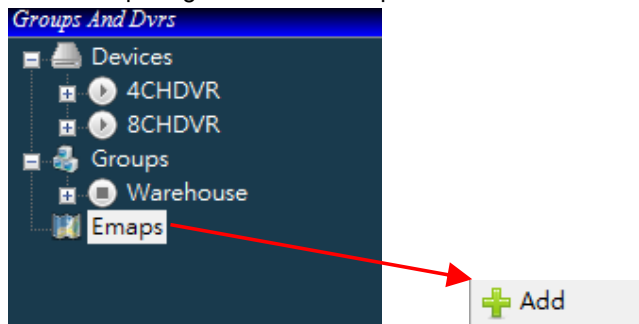 Groups And Dvrs
Devices
4CHDVR
8CHDVR
Groups
Warehouse
Emaps
Add